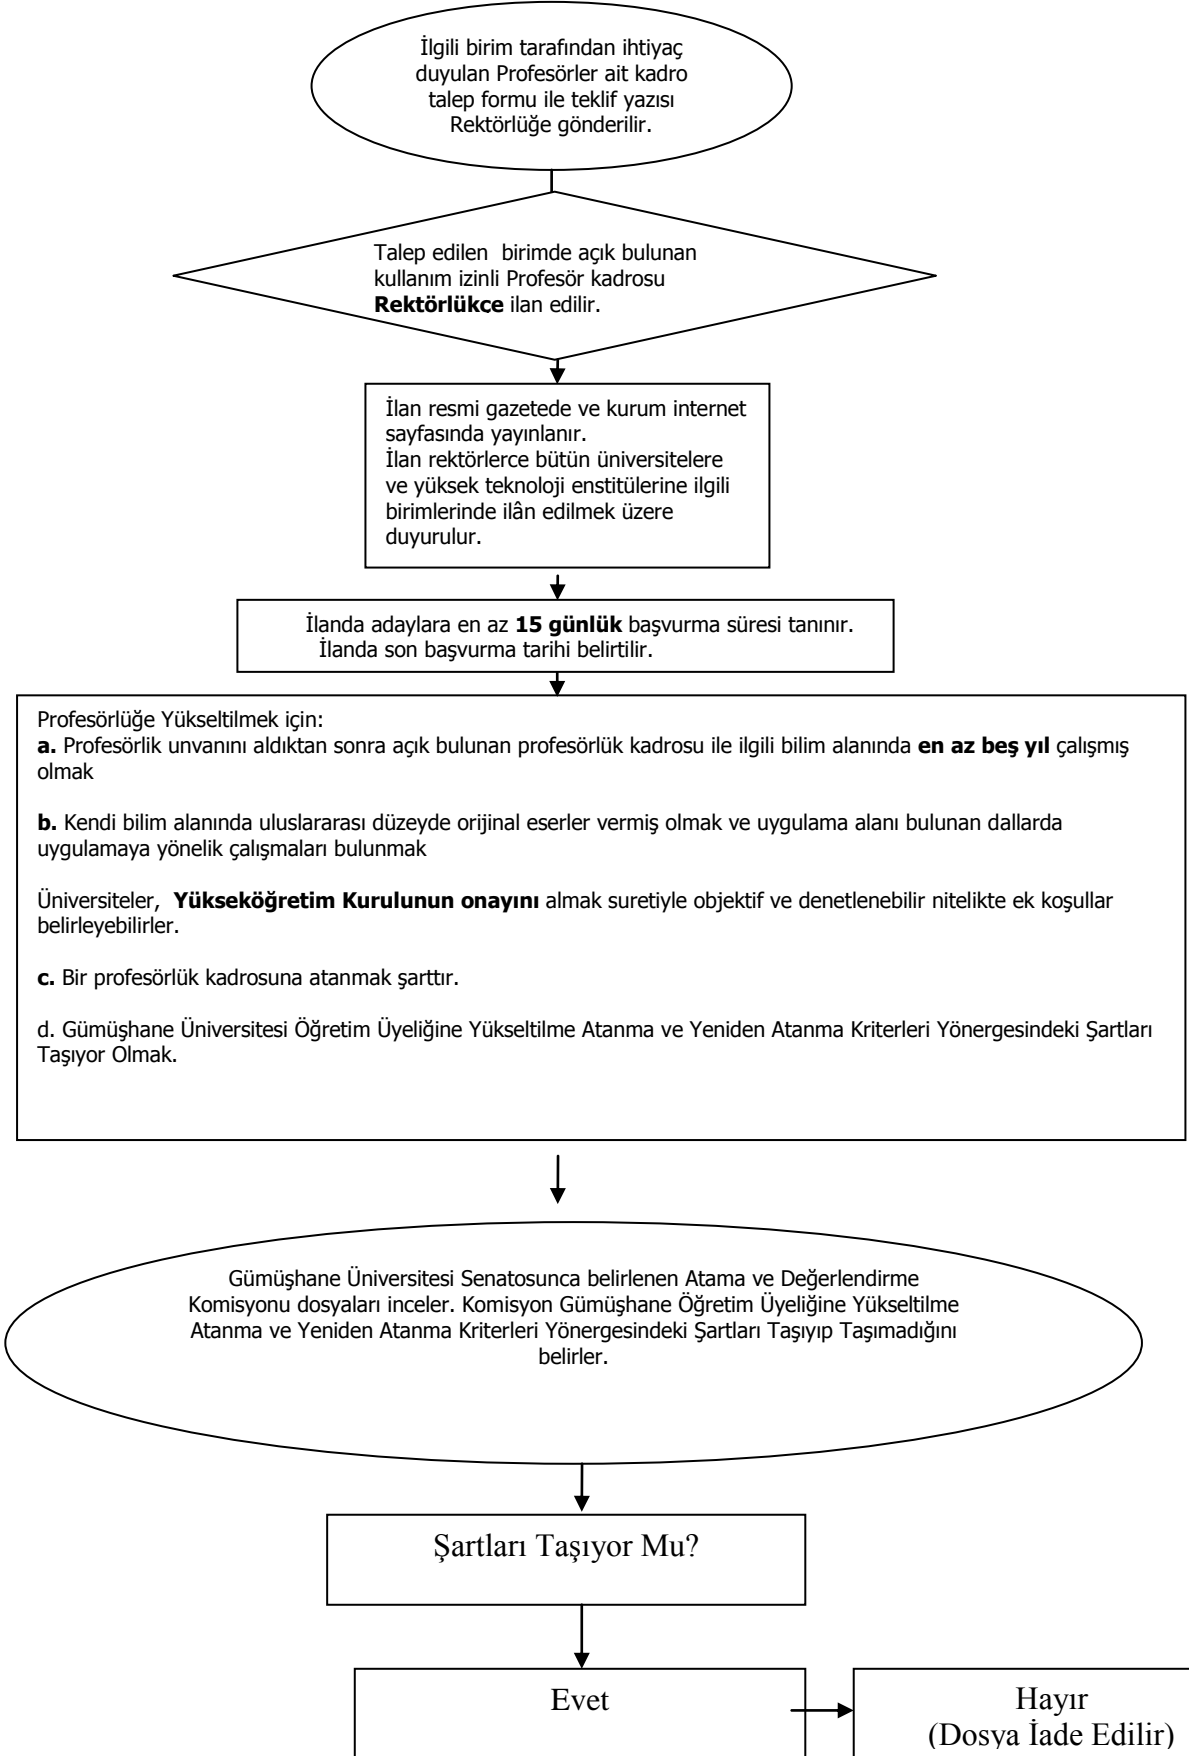 İlgili birim tarafından ihtiyaç
duyulan Profesörler ait kadro
talep formu ile teklif yazısı
Rektörlüğe gönderilir.
Talep edilen birimde açık bulunan
kullanım izinli Profesör kadrosu
Rektörlükçe ilan edilir.
İlan resmi gazetede ve kurum internet
sayfasında yayınlanır.
İlan rektörlerce bütün üniversitelere
ve yüksek teknoloji enstitülerine ilgili
birimlerinde ilân edilmek üzere
duyurulur.
İlanda adaylara en az 15 günlük başvurma süresi tanınır.
İlanda son başvurma tarihi belirtilir.
Profesörlüğe Yükseltilmek için:
a. Profesörlik unvanını aldıktan sonra açık bulunan profesörlük kadrosu ile ilgili bilim alanında en az beş yıl çalışmış
olmak
b. Kendi bilim alanında uluslararası düzeyde orijinal eserler vermiş olmak ve uygulama alanı bulunan dallarda
uygulamaya yönelik çalışmaları bulunmak
Üniversiteler, Yükseköğretim Kurulunun onayını almak suretiyle objektif ve denetlenebilir nitelikte ek koşullar
belirleyebilirler.
c. Bir profesörlük kadrosuna atanmak şarttır.
d. Gümüşhane Üniversitesi Öğretim Üyeliğine Yükseltilme Atanma ve Yeniden Atanma Kriterleri Yönergesindeki Şartları
Taşıyor Olmak.
Gümüşhane Üniversitesi Senatosunca belirlenen Atama ve Değerlendirme
Komisyonu dosyaları inceler. Komisyon Gümüşhane Öğretim Üyeliğine Yükseltilme
Atanma ve Yeniden Atanma Kriterleri Yönergesindeki Şartları Taşıyıp Taşımadığını
belirler.
Şartları Taşıyor Mu?
Evet
Hayır
(Dosya İade Edilir)